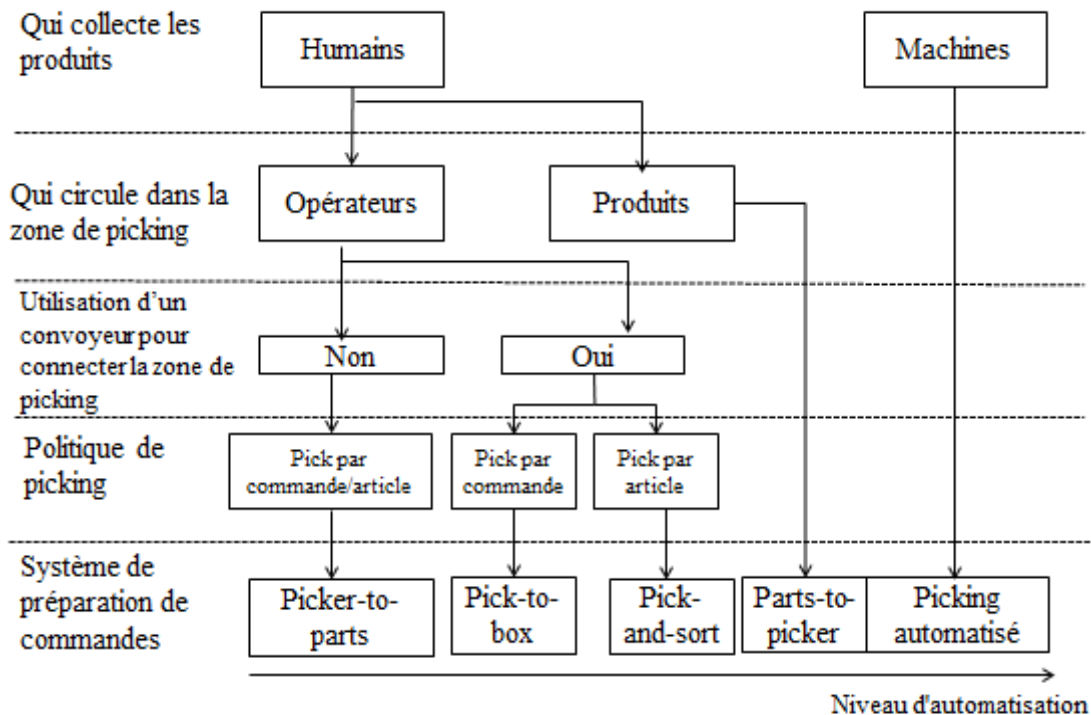 Qui collecte les
produits
Humains
Machines
Qui circule dans la
zone de picking
Opérateurs
Produits
Utilisation d'un
convoyeur pour
connecter la zone de
picking
Non
Oui
Politique de
picking
Pick par
commande/article
Pick par
commande
Pick par
article
Système de
préparation de
commandes
Picker-to-
parts
Pick-to-
box
Pick-
and-sort
Parts-to-
picker
Picking
automatisé
Niveau d'automatisation